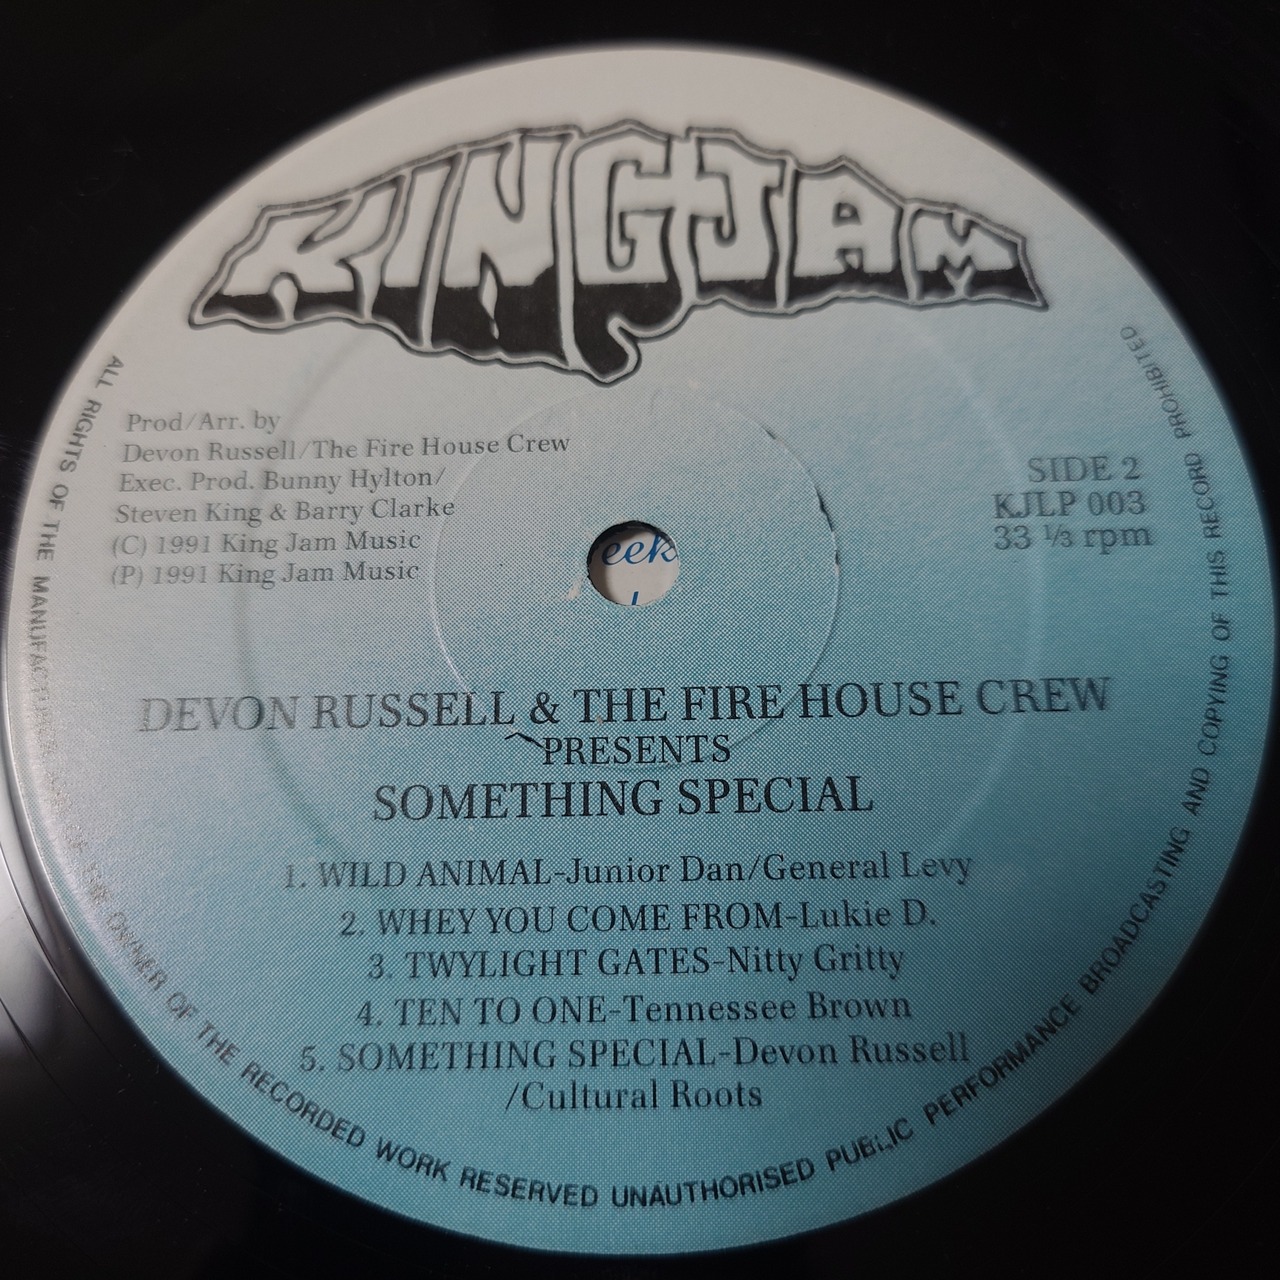 KING JAM
Prod/Arr. by
Devon Russell/The Fire House Crew
Exec. Prod. Bunny Hylton/
Steven King & Barry Clarke
(C) 1991 King Jam Music
(P) 1991 King Jam Music
SIDE 2
KJLP 003
33 1/3 rpm
eek
DEVON RUSSELL & THE FIRE HOUSE CREW
PRESENTS
SOMETHING SPECIAL
1. WILD ANIMAL-Junior Dan/General Levy
2. WHEY YOU COME FROM-Lukie D.
3. TWYLIGHT GATES-Nitty Gritty
4. TEN TO ONE-Tennessee Brown
5. SOMETHING SPECIAL-Devon Russell
/Cultural Roots
ALL RIGHTS OF THE MANUFACTURER AND OF THE OWNER OF THE RECORDED WORK RESERVED UNAUTHORISED PUBLIC PERFORMANCE BROADCASTING AND COPYING OF THIS RECORD PROHIBITED